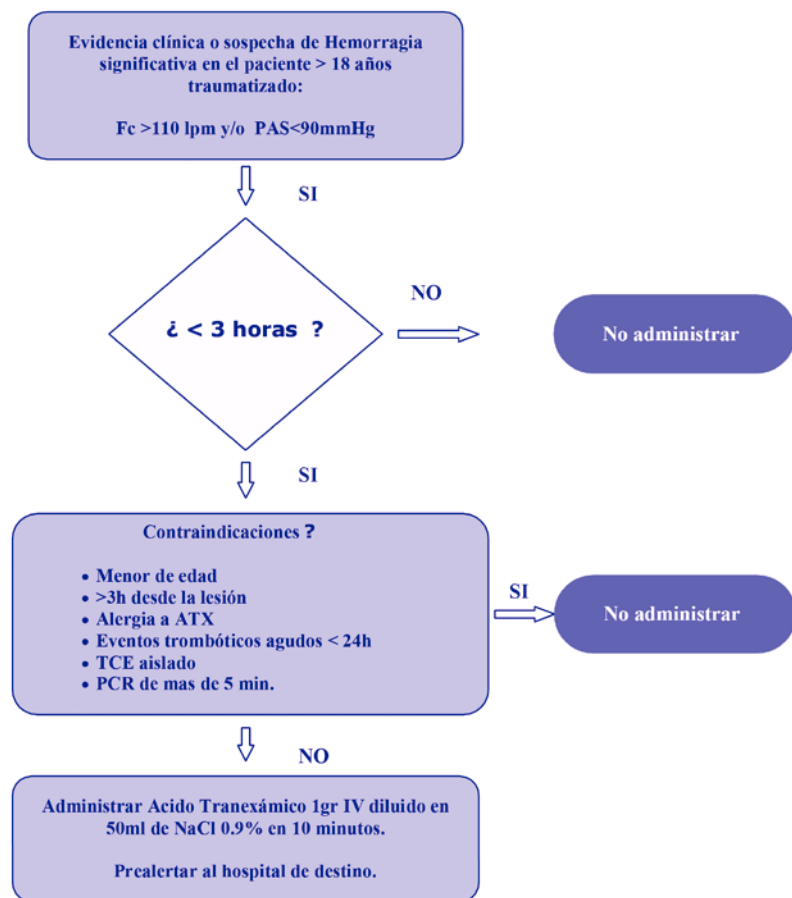 Evidencia clínica o sospecha de Hemorragia
significativa en el paciente > 18 años
traumatizado:
Fc >110 lpm y/o PAS<90mmHg
SI
¿ < 3 horas ?
NO
No administrar
SI
Contraindicaciones ?
• Menor de edad
• >3h desde la lesión
• Alergia a ATX
• Eventos trombóticos agudos < 24h
• TCE aislado
• PCR de mas de 5 min.
SI
No administrar
NO
Administrar Acido Tranexámico 1gr IV diluido en
50ml de NaCl 0.9% en 10 minutos.
Prealertar al hospital de destino.